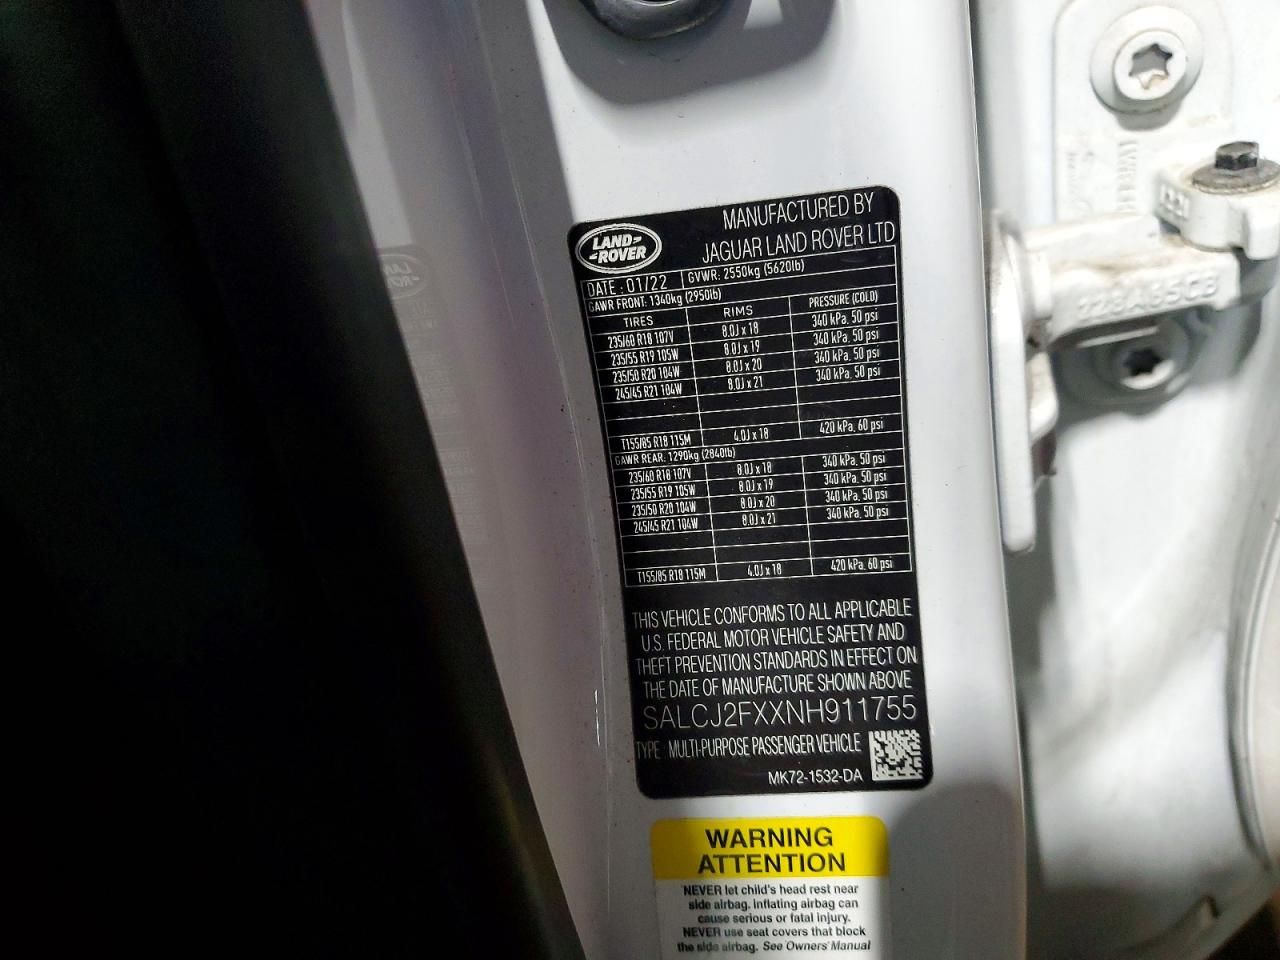 LAND-
-ROVER
MANUFACTURED BY
JAGUAR LAND ROVER LTD
DATE : 01/22 GVWR: 2550kg (5620lb)
GAWR FRONT: 1340kg (2950lb)
TIRES RIMS PRESSURE (COLD)
235/60 R18 107V 8.0J x 18 340 kPa, 50 psi
235/55 R19 105W 8.0J x 19 340 kPa, 50 psi
235/50 R20 104W 8.0J x 20 340 kPa, 50 psi
245/45 R21 104W 8.0J x 21 340 kPa, 50 psi
T155/85 R18 115M 4.0J x 18 420 kPa, 60 psi
GAWR REAR: 1290kg (2840lb)
235/60 R18 107V 8.0J x 18 340 kPa, 50 psi
235/55 R19 105W 8.0J x 19 340 kPa, 50 psi
235/50 R20 104W 8.0J x 20 340 kPa, 50 psi
245/45 R21 104W 8.0J x 21 340 kPa, 50 psi
T155/85 R18 115M 4.0J x 18 420 kPa, 60 psi
THIS VEHICLE CONFORMS TO ALL APPLICABLE
U.S. FEDERAL MOTOR VEHICLE SAFETY AND
THEFT PREVENTION STANDARDS IN EFFECT ON
THE DATE OF MANUFACTURE SHOWN ABOVE
SALCJ2FXXNH911755
TYPE : MULTI-PURPOSE PASSENGER VEHICLE
MK72-1532-DA
WARNING
ATTENTION
NEVER let child's head rest near
side airbag. Inflating airbag can
cause serious or fatal injury.
NEVER use seat covers that block
the side airbag. See Owners' Manual